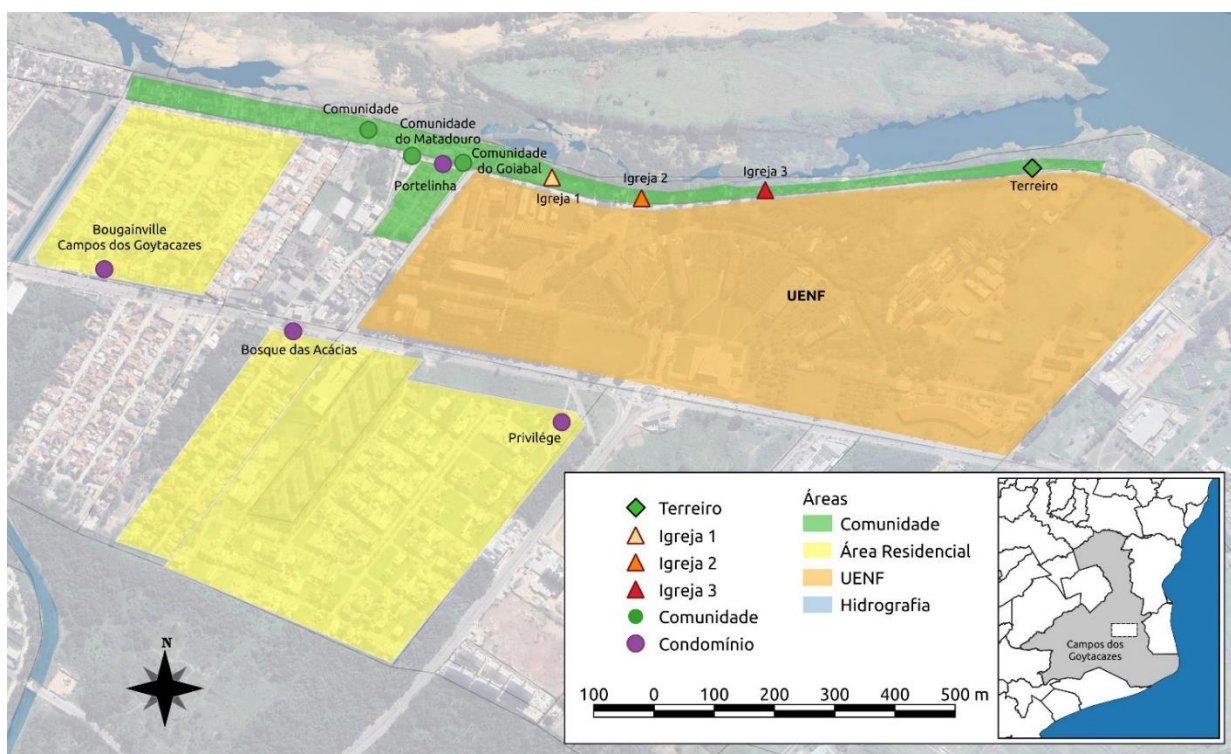 Comunidade
Comunidade
do Matadouro
Comunidade
do Goiabal
Portelinha
Igreja 1
Igreja 2
Igreja 3
Terreiro
Bougainville
Campos dos Goytacazes
UENF
Bosque das Acácias
Privilége
N
Terreiro
Igreja 1
Igreja 2
Igreja 3
Comunidade
Condomínio
Áreas
Comunidade
Área Residencial
UENF
Hidrografia
100 0 100 200 300 400 500 m
Campos dos
Goytacazes